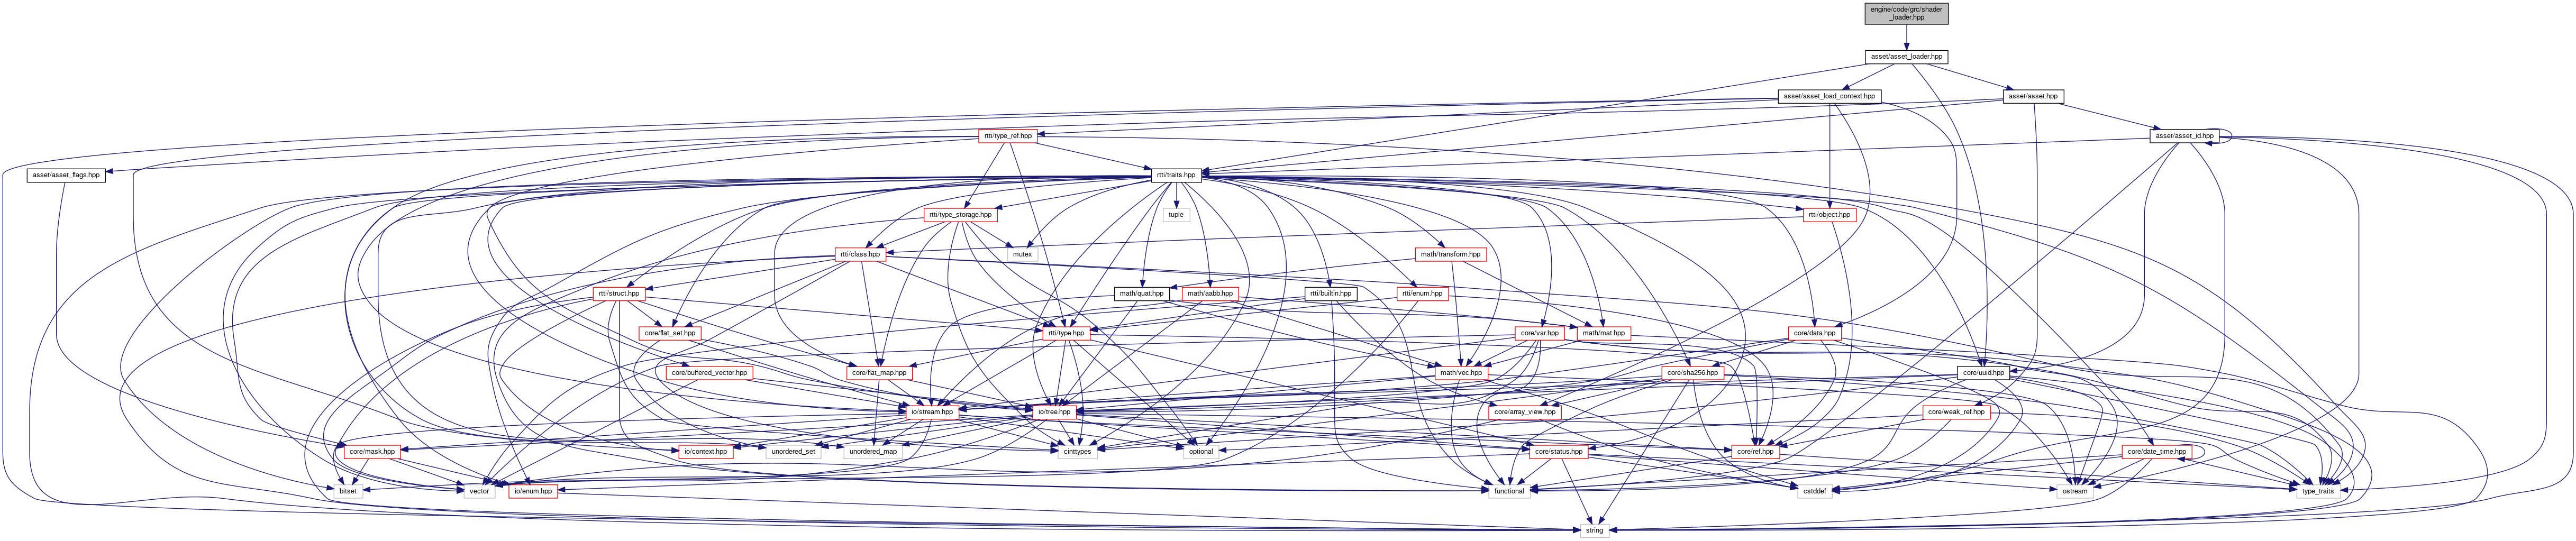 engine/code/grc/shader
_loader.hpp
asset/asset_loader.hpp
asset/asset_load_context.hpp
asset/asset.hpp
rtti/type_ref.hpp
asset/asset_id.hpp
asset/asset_flags.hpp
rtti/traits.hpp
rtti/type_storage.hpp
tuple
rtti/object.hpp
rtti/class.hpp
mutex
math/transform.hpp
rtti/struct.hpp
math/quat.hpp
math/aabb.hpp
rtti/builtin.hpp
rtti/enum.hpp
core/flat_set.hpp
rtti/type.hpp
core/var.hpp
math/mat.hpp
core/data.hpp
core/buffered_vector.hpp
core/flat_map.hpp
math/vec.hpp
core/sha256.hpp
core/uuid.hpp
io/stream.hpp
io/tree.hpp
core/array_view.hpp
core/weak_ref.hpp
core/mask.hpp
io/context.hpp
unordered_set
unordered_map
cinttypes
optional
core/status.hpp
core/ref.hpp
core/date_time.hpp
bitset
vector
io/enum.hpp
functional
cstddef
ostream
type_traits
string